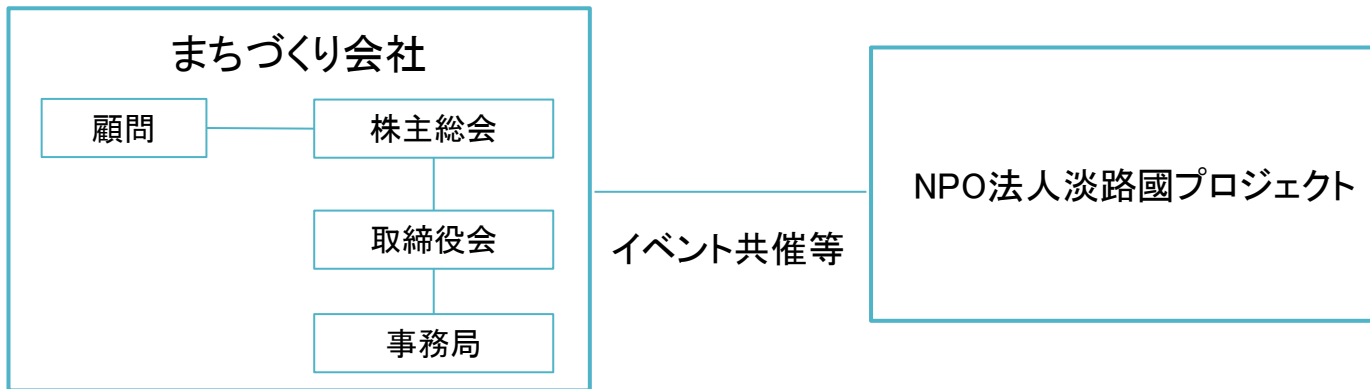 まちづくり会社
顧問
株主総会
取締役会
事務局
イベント共催等
NPO法人淡路國プロジェクト